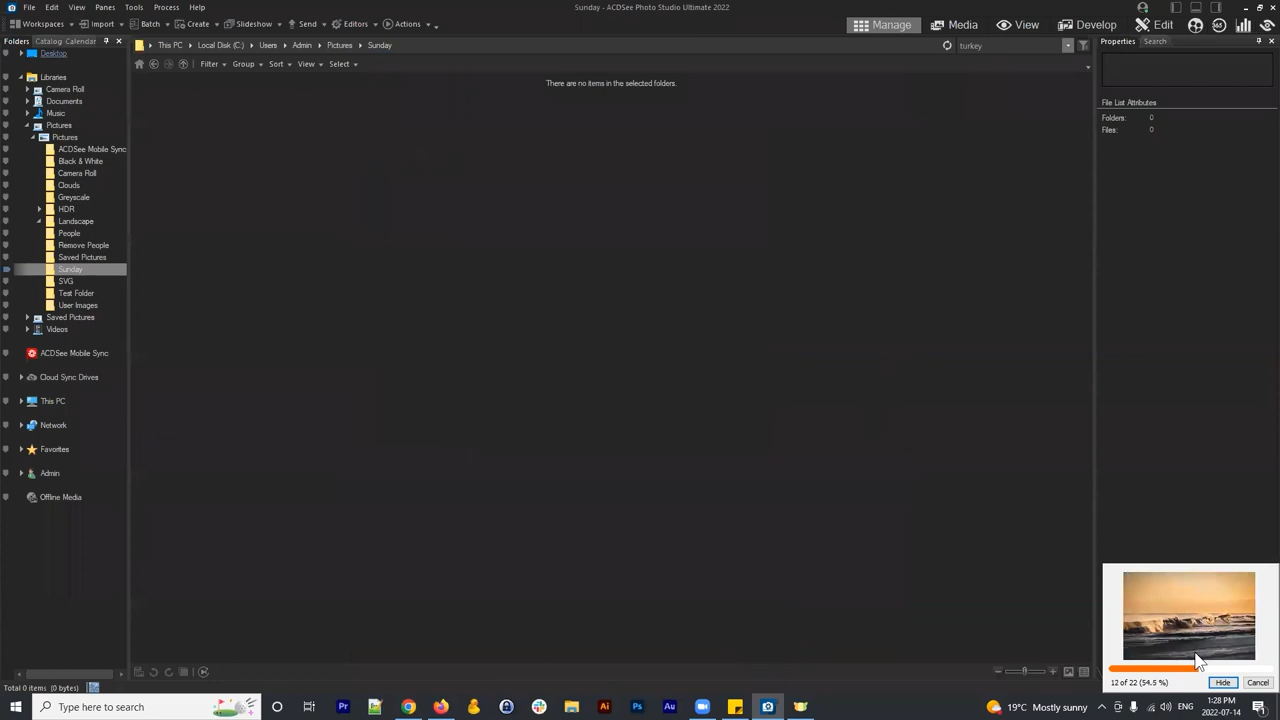 File Edit View Panes Tools Process Help
Sunday - ACDSee Photo Studio Ultimate 2022
Workspaces Import Batch Create Slideshow Send Editors Actions
Manage Media View Develop Edit 365
Folders Catalog Calendar
This PC Local Disk (C:) Users Admin Pictures Sunday
turkey
Properties Search
Desktop
Filter Group Sort View Select
Libraries
Camera Roll
Documents
Music
Pictures
Pictures
ACDSee Mobile Sync
Black & White
Camera Roll
Clouds
Greyscale
HDR
Landscape
People
Remove People
Saved Pictures
Sunday
SVG
Test Folder
User Images
Saved Pictures
Videos
ACDSee Mobile Sync
Cloud Sync Drives
This PC
Network
Favorites
Admin
Offline Media
There are no items in the selected folders.
File List Attributes
Folders: 0
Files: 0
12 of 22 (54.5 %)
Hide Cancel
Total 0 items (0 bytes)
Type here to search
Pr Ai Ps Au
19°C Mostly sunny
ENG
1:28 PM
2022-07-14
1